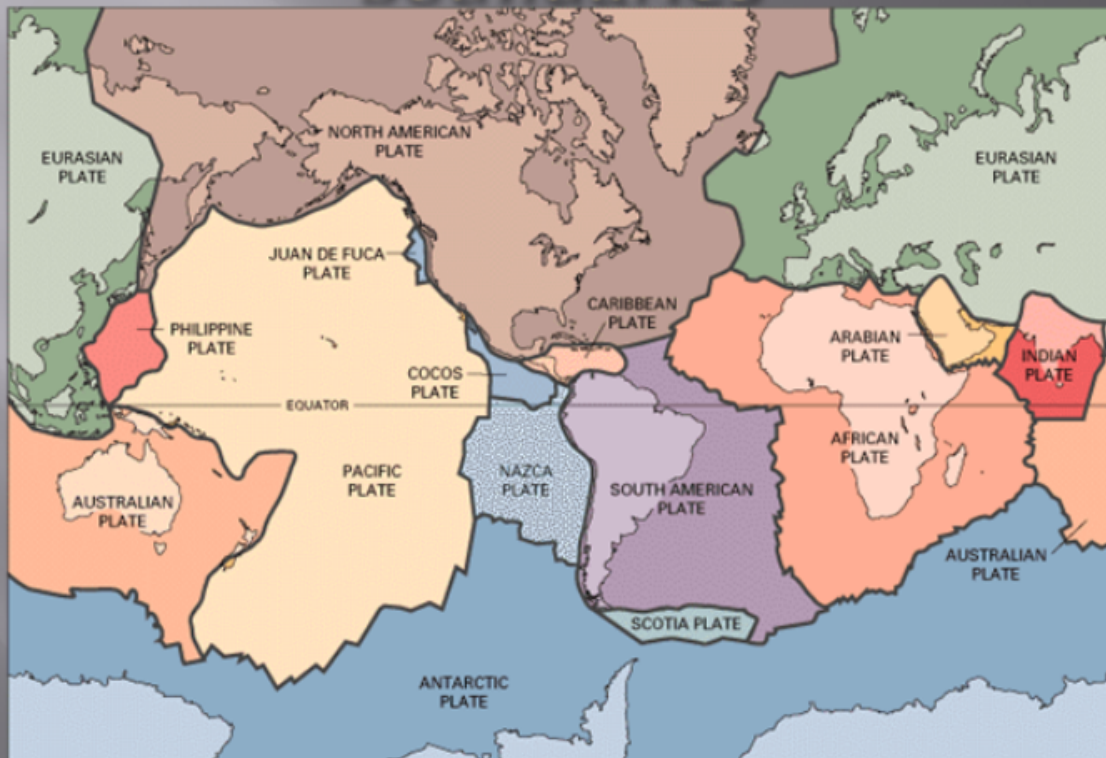 NORTH AMERICAN
PLATE
EURASIAN
PLATE
EURASIAN
PLATE
JUAN DE FUCA
PLATE
CARIBBEAN
PLATE
PHILIPPINE
PLATE
ARABIAN
PLATE
INDIAN
PLATE
COCOS
PLATE
EQUATOR
AFRICAN
PLATE
PACIFIC
PLATE
NAZCA
PLATE
SOUTH AMERICAN
PLATE
AUSTRALIAN
PLATE
AUSTRALIAN
PLATE
SCOTIA PLATE
ANTARCTIC
PLATE